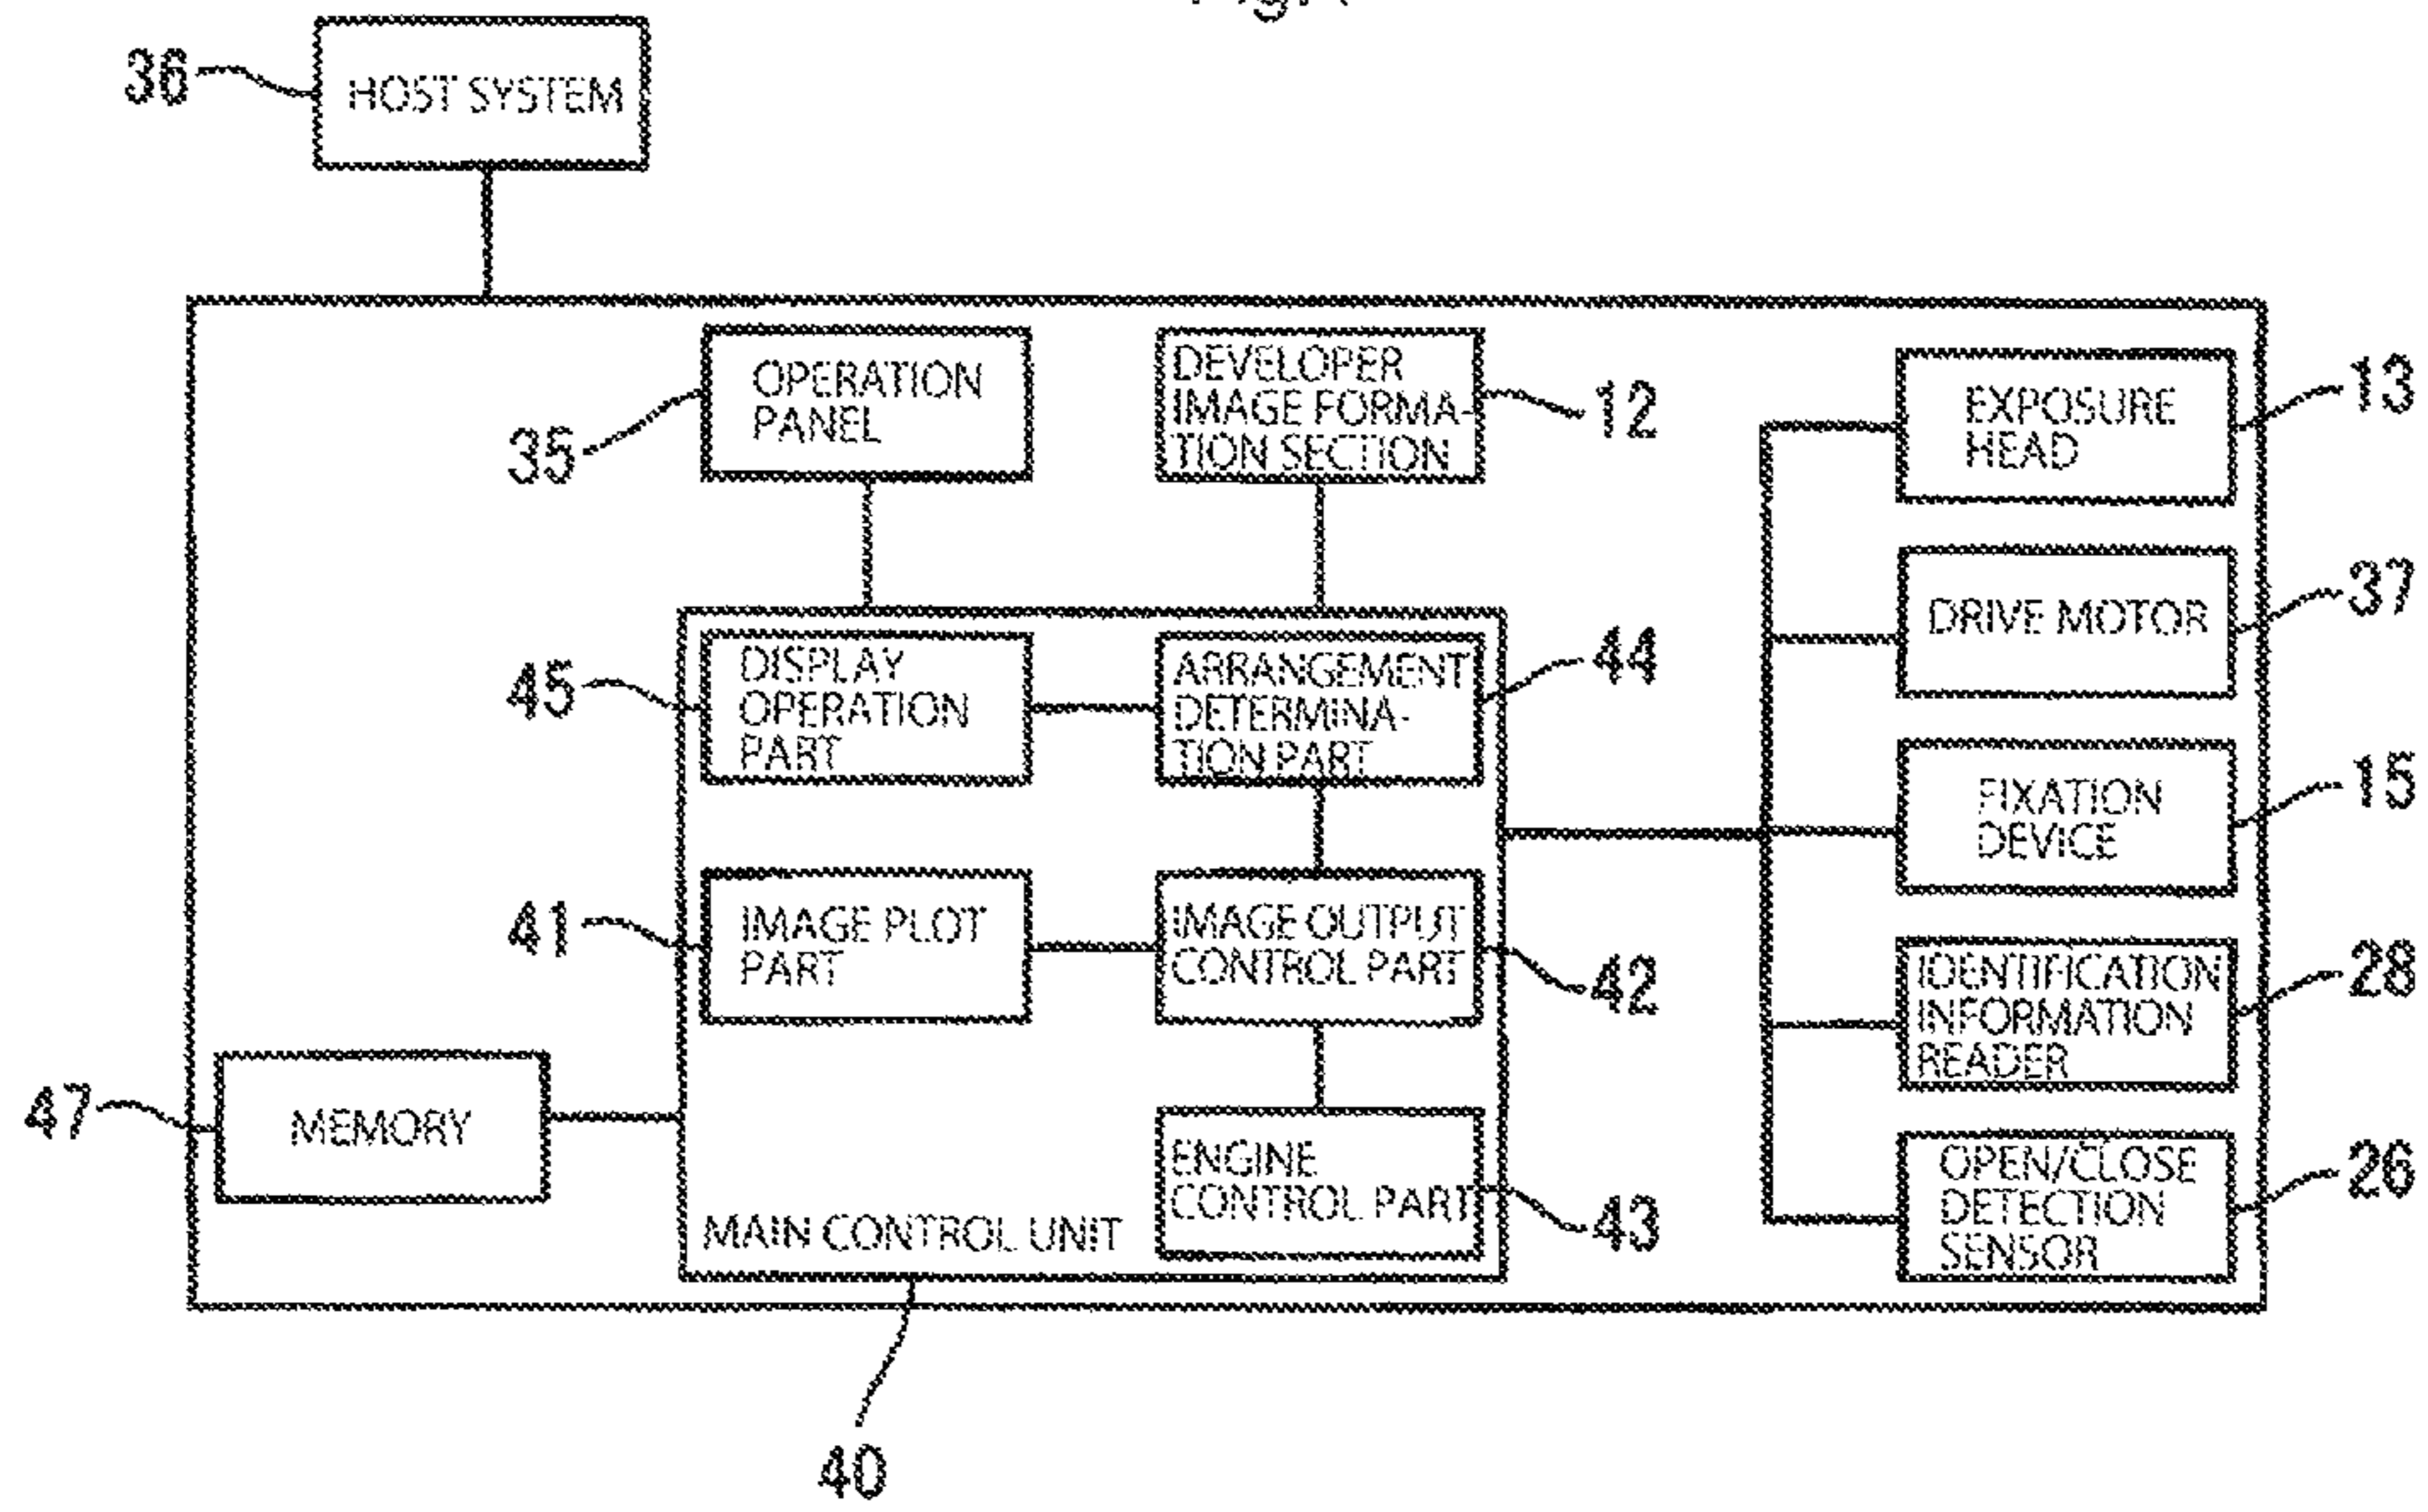 36
HOST SYSTEM
OPERATION
PANEL
35
DEVELOPER
IMAGE FORMA-
TION SECTION
12
EXPOSURE
HEAD
13
DRIVE MOTOR
37
DISPLAY
OPERATION
PART
45
ARRANGEMENT
DETERMINA-
TION PART
44
FIXATION
DEVICE
15
41
IMAGE PLOT
PART
IMAGE OUTPUT
CONTROL PART
42
IDENTIFICATION
INFORMATION
READER
28
47
MEMORY
ENGINE
CONTROL PART
43
MAIN CONTROL UNIT
OPEN/CLOSE
DETECTION
SENSOR
26
40